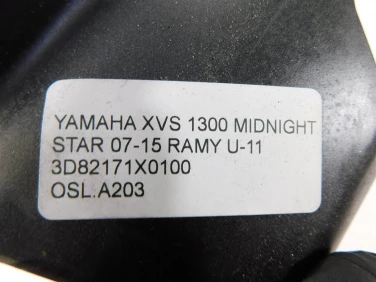 YAMAHA XVS 1300 MIDNIGHT
STAR 07-15 RAMY U-11
3D82171X0100
OSL.A203